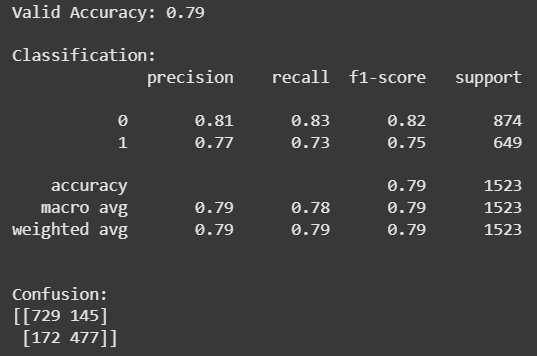 Valid Accuracy: 0.79
Classification:
precision recall f1-score support
0 0.81 0.83 0.82 874
1 0.77 0.73 0.75 649
accuracy 0.79 1523
macro avg 0.79 0.78 0.79 1523
weighted avg 0.79 0.79 0.79 1523
Confusion:
[[729 145]
[172 477]]